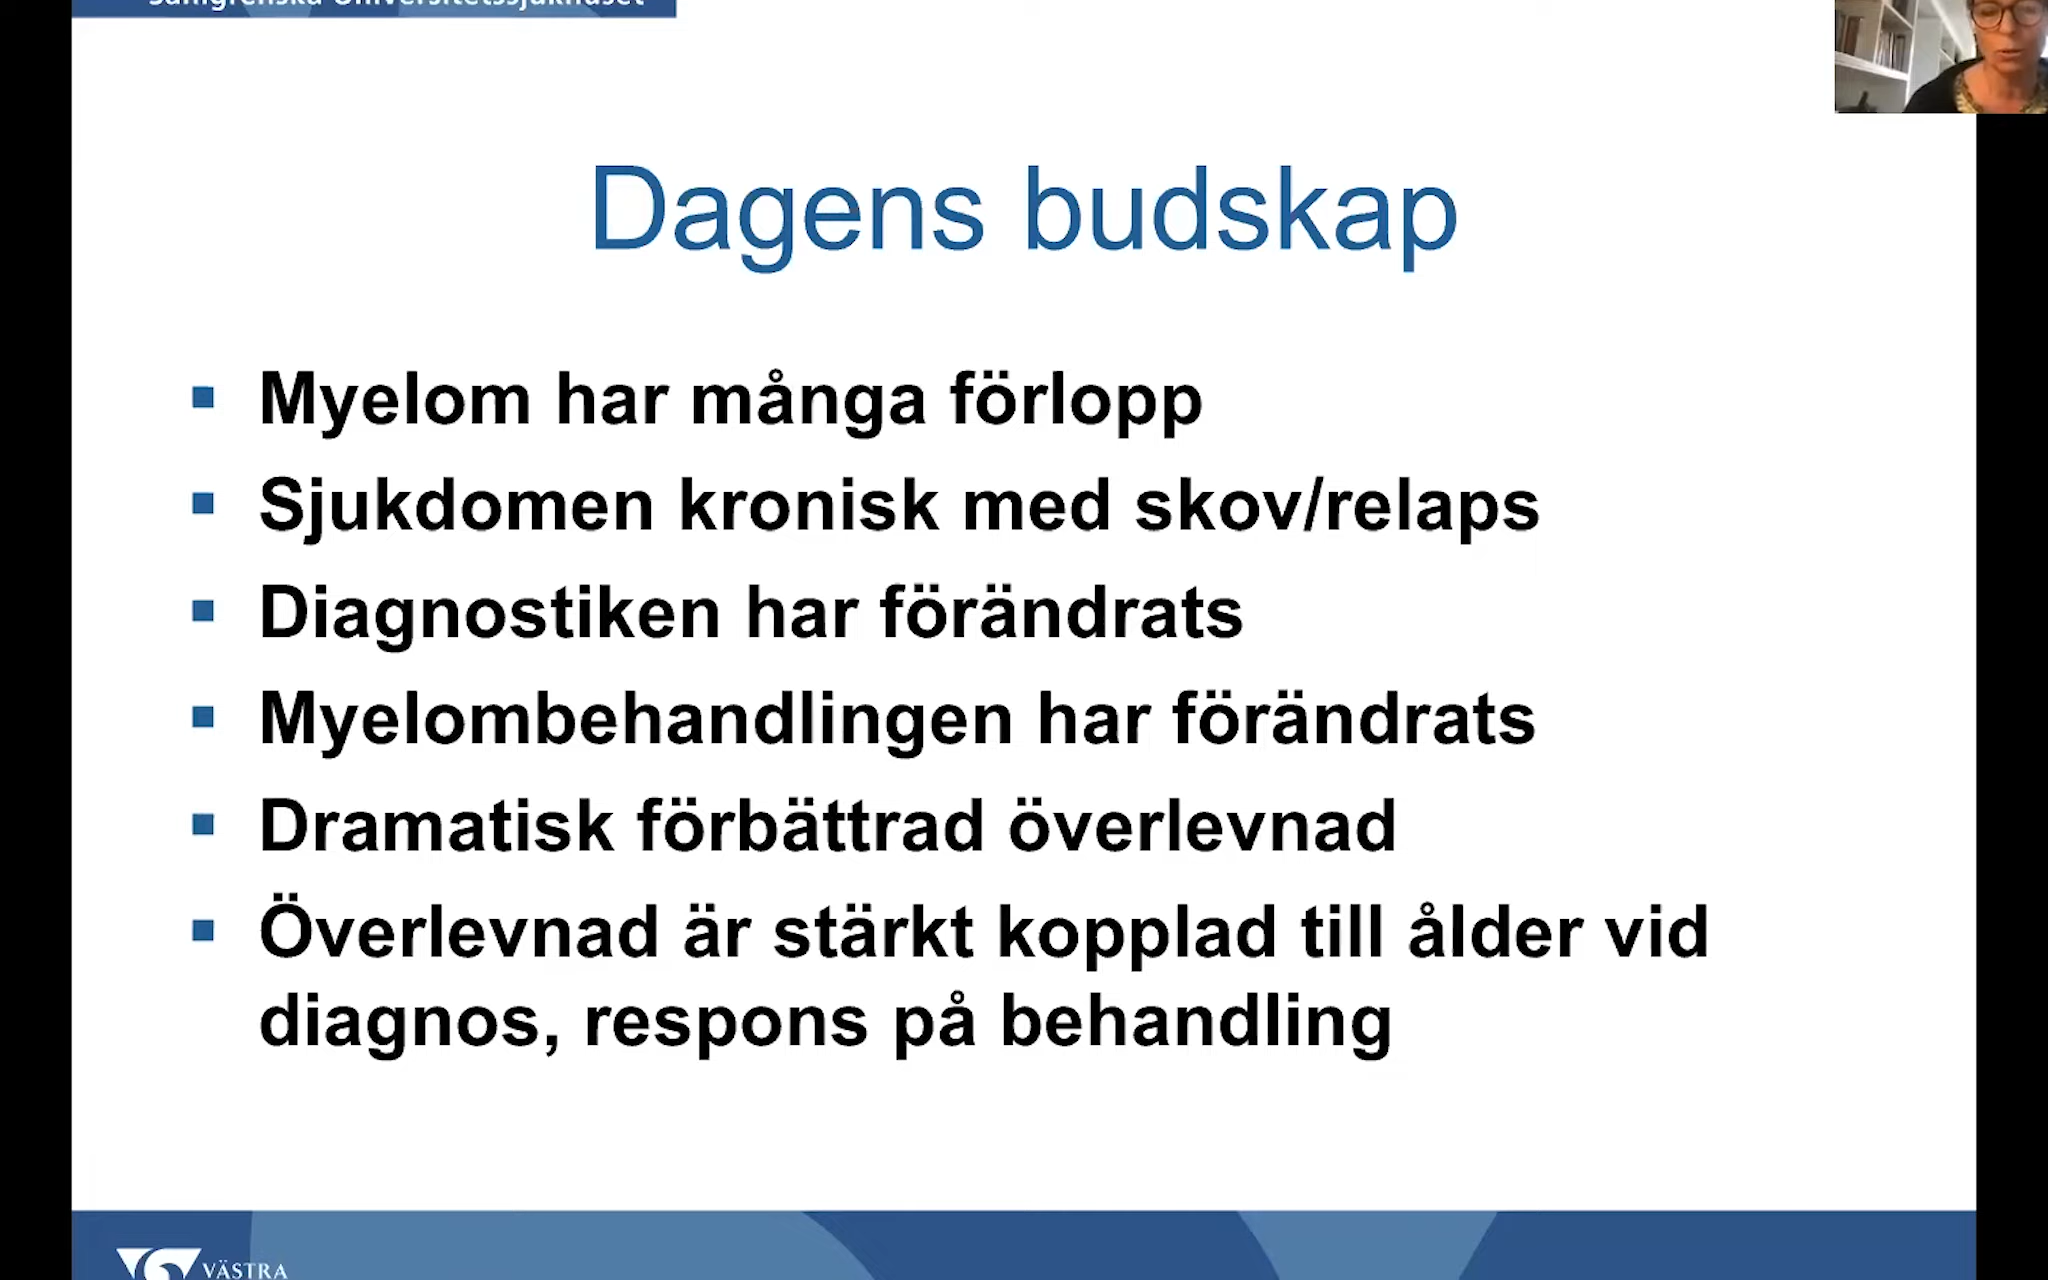 Sahlgrenska Universitetssjukhuset
Dagens budskap
▪ Myelom har många förlopp
▪ Sjukdomen kronisk med skov/relaps
▪ Diagnostiken har förändrats
▪ Myelombehandlingen har förändrats
▪ Dramatisk förbättrad överlevnad
▪ Överlevnad är stärkt kopplad till ålder vid
diagnos, respons på behandling
VÄSTRA